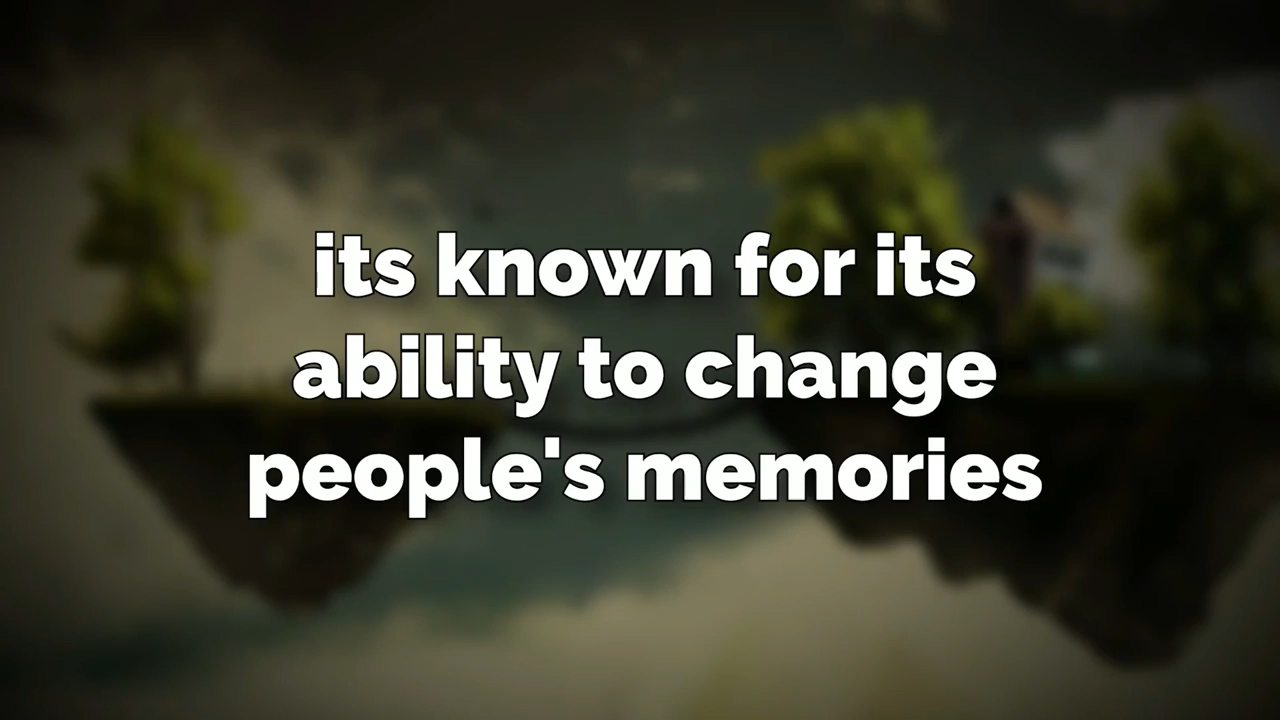 its known for its
ability to change
people's memories